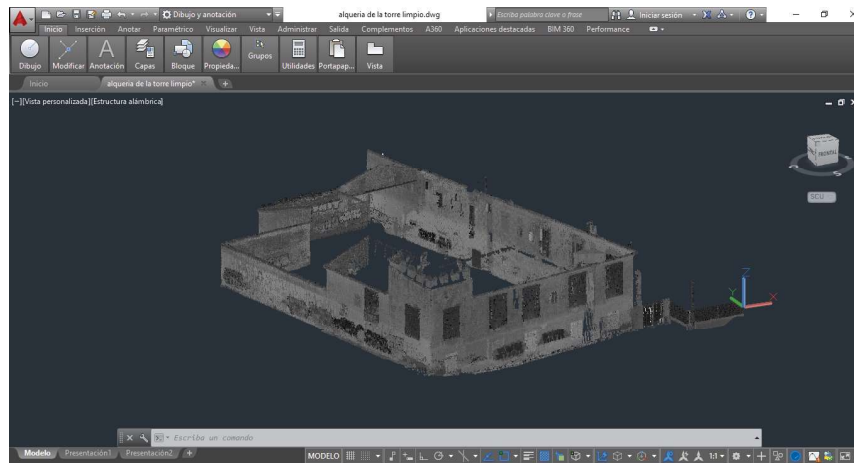 Dibujo y anotación
alqueria de la torre limpio.dwg
Escriba palabra clave o frase
Iniciar sesión
Inicio Inserción Anotar Paramétrico Visualizar Vista Administrar Salida Complementos A360 Aplicaciones destacadas BIM 360 Performance
Dibujo Modificar Anotación Capas Bloque Propieda... Grupos Utilidades Portapap... Vista
Inicio alqueria de la torre limpio*
[−][Vista personalizada][Estructura alámbrica]
FRONTAL
S
SCU
Z
Y
X
Escriba un comando
Modelo Presentación1 Presentación2 +
MODELO
1:1